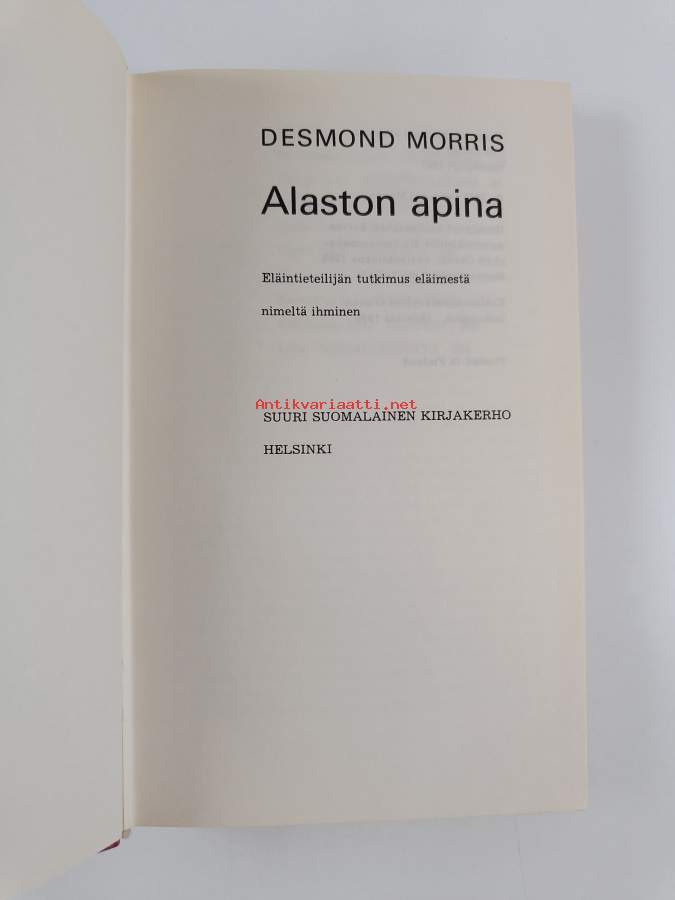 DESMOND MORRIS
Alaston apina
Eläintieteilijän tutkimus eläimestä
nimeltä ihminen
Antikvariaatti.net
SUURI SUOMALAINEN KIRJAKERHO
HELSINKI